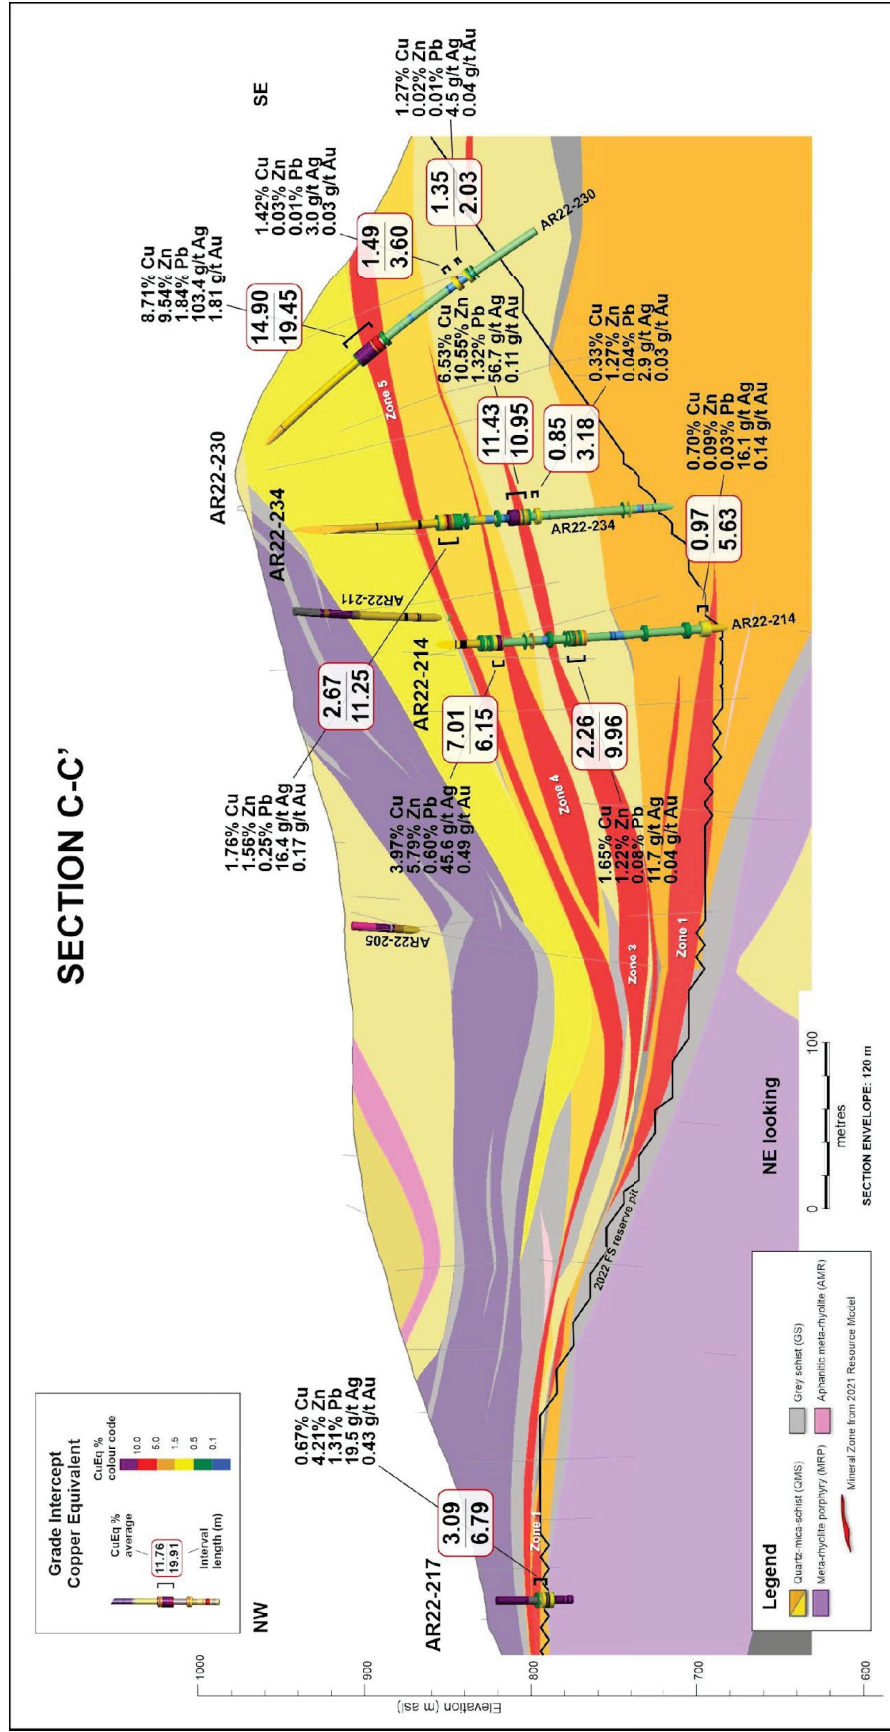 SECTION C-C'
Grade Intercept
Copper Equivalent
CuEq %
average
11.76
19.91
Interval
length (m)
CuEq %
colour code
10.0
5.0
1.5
0.5
0.1
NW
SE
AR22-217
0.67% Cu
4.21% Zn
1.31% Pb
19.5 g/t Ag
0.43 g/t Au
3.09
6.79
AR22-205
1.76% Cu
1.56% Zn
0.25% Pb
16.4 g/t Ag
0.17 g/t Au
2.67
11.25
AR22-211
AR22-214
3.97% Cu
5.79% Zn
0.60% Pb
45.6 g/t Ag
0.49 g/t Au
7.01
6.15
1.65% Cu
1.22% Zn
0.08% Pb
11.7 g/t Ag
0.04 g/t Au
2.26
9.96
0.70% Cu
0.09% Zn
0.03% Pb
16.1 g/t Ag
0.14 g/t Au
0.97
5.63
AR22-214
AR22-234
6.53% Cu
10.55% Zn
1.32% Pb
56.7 g/t Ag
0.11 g/t Au
11.43
10.95
0.33% Cu
1.27% Zn
0.04% Pb
2.9 g/t Ag
0.03 g/t Au
0.85
3.18
AR22-234
AR22-230
8.71% Cu
9.54% Zn
1.84% Pb
103.4 g/t Ag
1.81 g/t Au
14.90
19.45
1.42% Cu
0.03% Zn
0.01% Pb
3.0 g/t Ag
0.03 g/t Au
1.49
3.60
1.27% Cu
0.02% Zn
0.01% Pb
4.5 g/t Ag
0.04 g/t Au
1.35
2.03
AR22-230
Zone 5
Zone 4
Zone 3
Zone 1
Zone 1
2022 FS reserve pit
1000
900
800
700
600
Elevation (m asl)
NE looking
0
100
metres
SECTION ENVELOPE: 120 m
Legend
Quartz-mica-schist (QMS)
Grey schist (GS)
Meta-rhyolite porphyry (MRP)
Aphanitic meta-rhyolite (AMR)
Mineral Zone from 2021 Resource Model